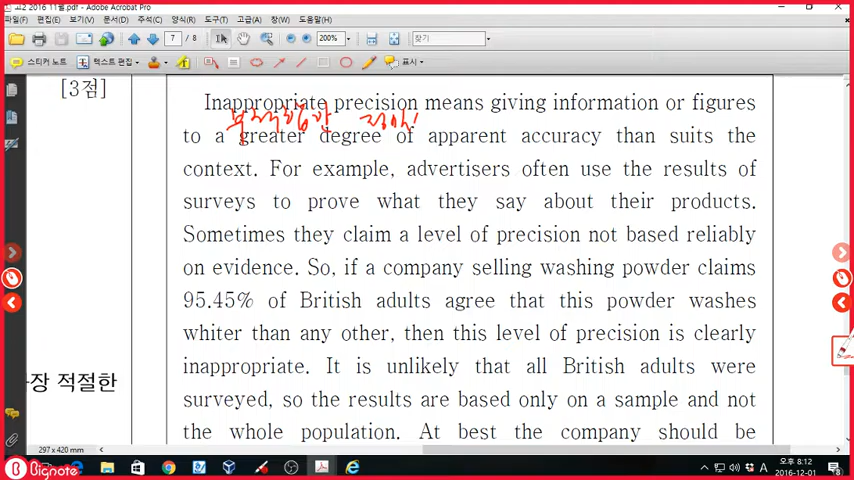 고2 2016 11월.pdf - Adobe Acrobat Pro
파일(F) 편집(E) 보기(V) 문서(D) 주석(C) 양식(R) 도구(T) 고급(A) 창(W) 도움말(H)
7 / 8 200% 찾기
스티커 노트 텍스트 편집 표시
[3점]
Inappropriate precision means giving information or figures
부적절한 정확
to a greater degree of apparent accuracy than suits the
context. For example, advertisers often use the results of
surveys to prove what they say about their products.
Sometimes they claim a level of precision not based reliably
on evidence. So, if a company selling washing powder claims
95.45% of British adults agree that this powder washes
whiter than any other, then this level of precision is clearly
inappropriate. It is unlikely that all British adults were
장 적절한
surveyed, so the results are based only on a sample and not
the whole population. At best the company should be
297 x 420 mm
Bignote
A 오후 8:12
2016-12-01